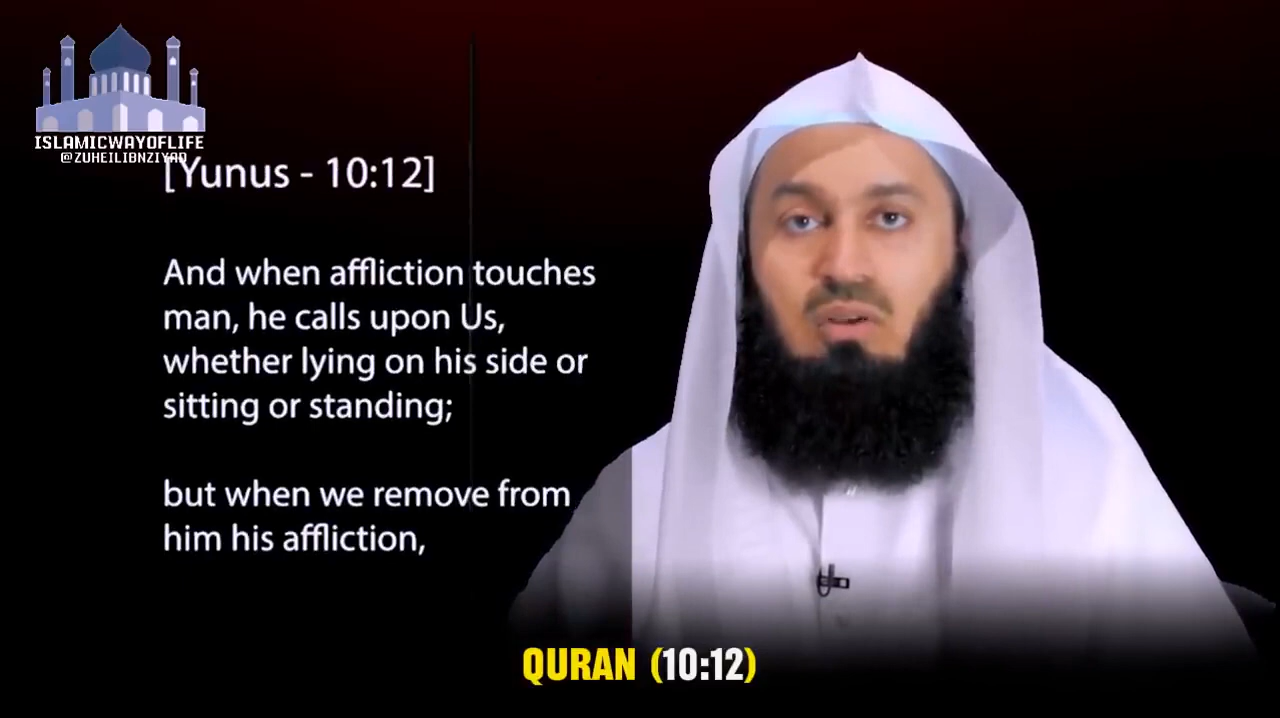 ISLAMICWAYOFLIFE
@ZUHEILIBNZIYAD
[Yunus - 10:12]
And when affliction touches
man, he calls upon Us,
whether lying on his side or
sitting or standing;
but when we remove from
him his affliction,
QURAN (10:12)